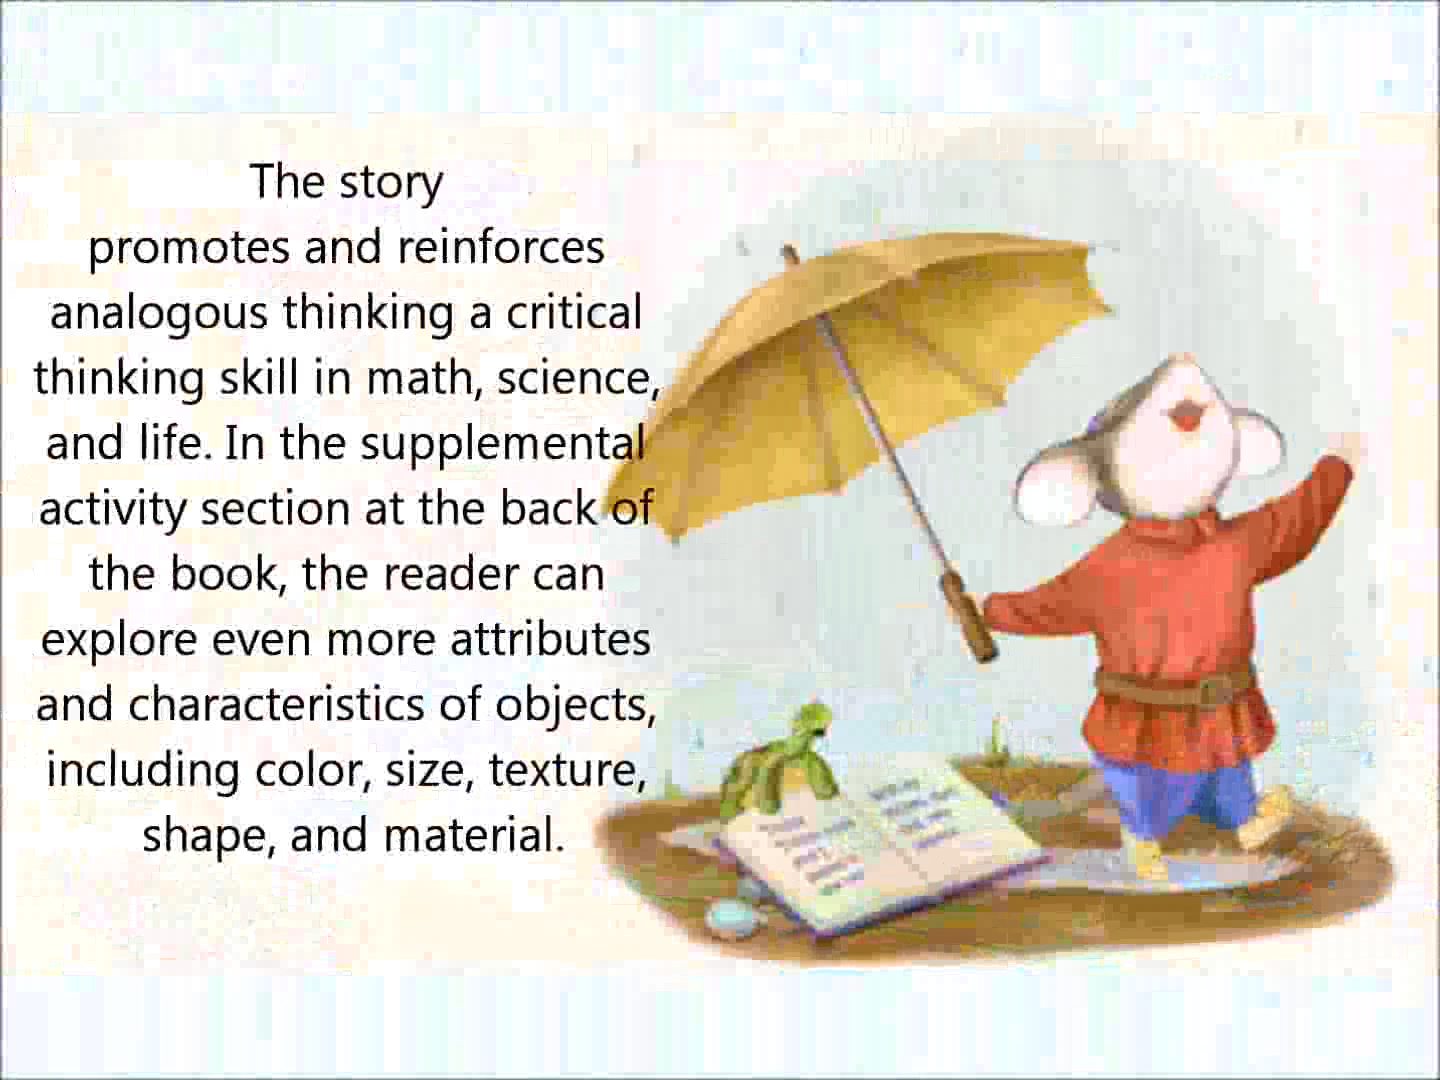 The story
promotes and reinforces
analogous thinking a critical
thinking skill in math, science,
and life. In the supplemental
activity section at the back of
the book, the reader can
explore even more attributes
and characteristics of objects,
including color, size, texture,
shape, and material.